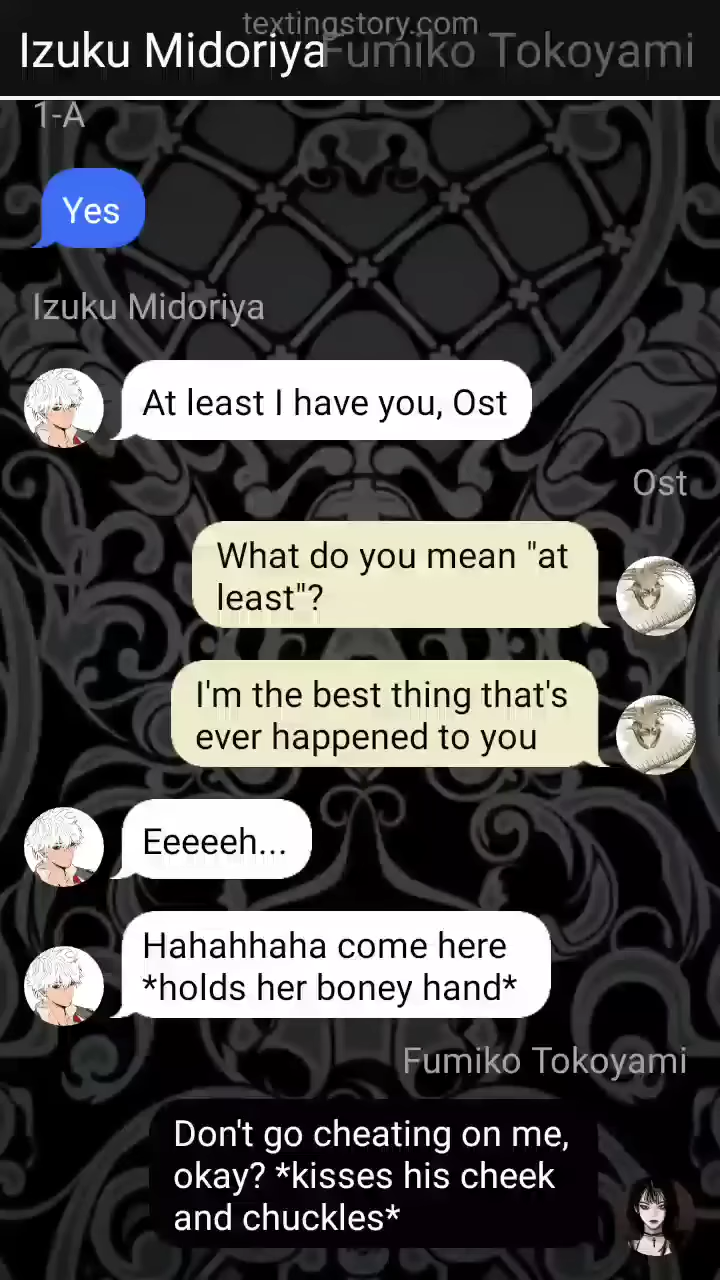 textingstory.com
Izuku Midoriya Fumiko Tokoyami
1-A
Yes
Izuku Midoriya
At least I have you, Ost
Ost
What do you mean "at
least"?
I'm the best thing that's
ever happened to you
Eeeeeh...
Hahahhaha come here
*holds her boney hand*
Fumiko Tokoyami
Don't go cheating on me,
okay? *kisses his cheek
and chuckles*